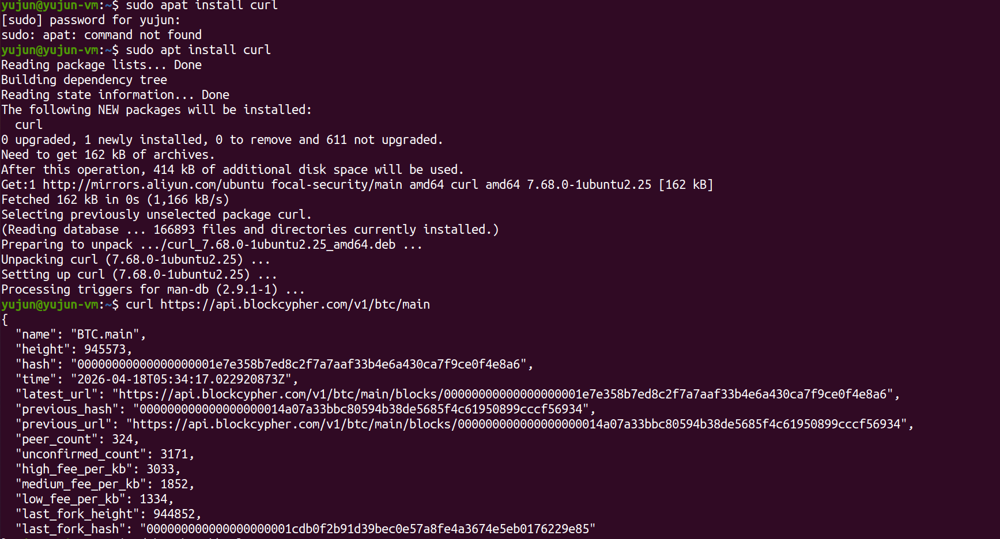 yujun@yujun-vm:~$ sudo apat install curl
[sudo] password for yujun:
sudo: apat: command not found
yujun@yujun-vm:~$ sudo apt install curl
Reading package lists... Done
Building dependency tree
Reading state information... Done
The following NEW packages will be installed:
  curl
0 upgraded, 1 newly installed, 0 to remove and 611 not upgraded.
Need to get 162 kB of archives.
After this operation, 414 kB of additional disk space will be used.
Get:1 http://mirrors.aliyun.com/ubuntu focal-security/main amd64 curl amd64 7.68.0-1ubuntu2.25 [162 kB]
Fetched 162 kB in 0s (1,166 kB/s)
Selecting previously unselected package curl.
(Reading database ... 166893 files and directories currently installed.)
Preparing to unpack .../curl_7.68.0-1ubuntu2.25_amd64.deb ...
Unpacking curl (7.68.0-1ubuntu2.25) ...
Setting up curl (7.68.0-1ubuntu2.25) ...
Processing triggers for man-db (2.9.1-1) ...
yujun@yujun-vm:~$ curl https://api.blockcypher.com/v1/btc/main
{
  "name": "BTC.main",
  "height": 945573,
  "hash": "00000000000000000001e7e358b7ed8c2f7a7aaf33b4e6a430ca7f9ce0f4e8a6",
  "time": "2026-04-18T05:34:17.022920873Z",
  "latest_url": "https://api.blockcypher.com/v1/btc/main/blocks/00000000000000000001e7e358b7ed8c2f7a7aaf33b4e6a430ca7f9ce0f4e8a6",
  "previous_hash": "000000000000000000014a07a33bbc80594b38de5685f4c61950899cccf56934",
  "previous_url": "https://api.blockcypher.com/v1/btc/main/blocks/000000000000000000014a07a33bbc80594b38de5685f4c61950899cccf56934",
  "peer_count": 324,
  "unconfirmed_count": 3171,
  "high_fee_per_kb": 3033,
  "medium_fee_per_kb": 1852,
  "low_fee_per_kb": 1334,
  "last_fork_height": 944852,
  "last_fork_hash": "000000000000000000001cdb0f2b91d39bec0e57a8fe4a3674e5eb0176229e85"